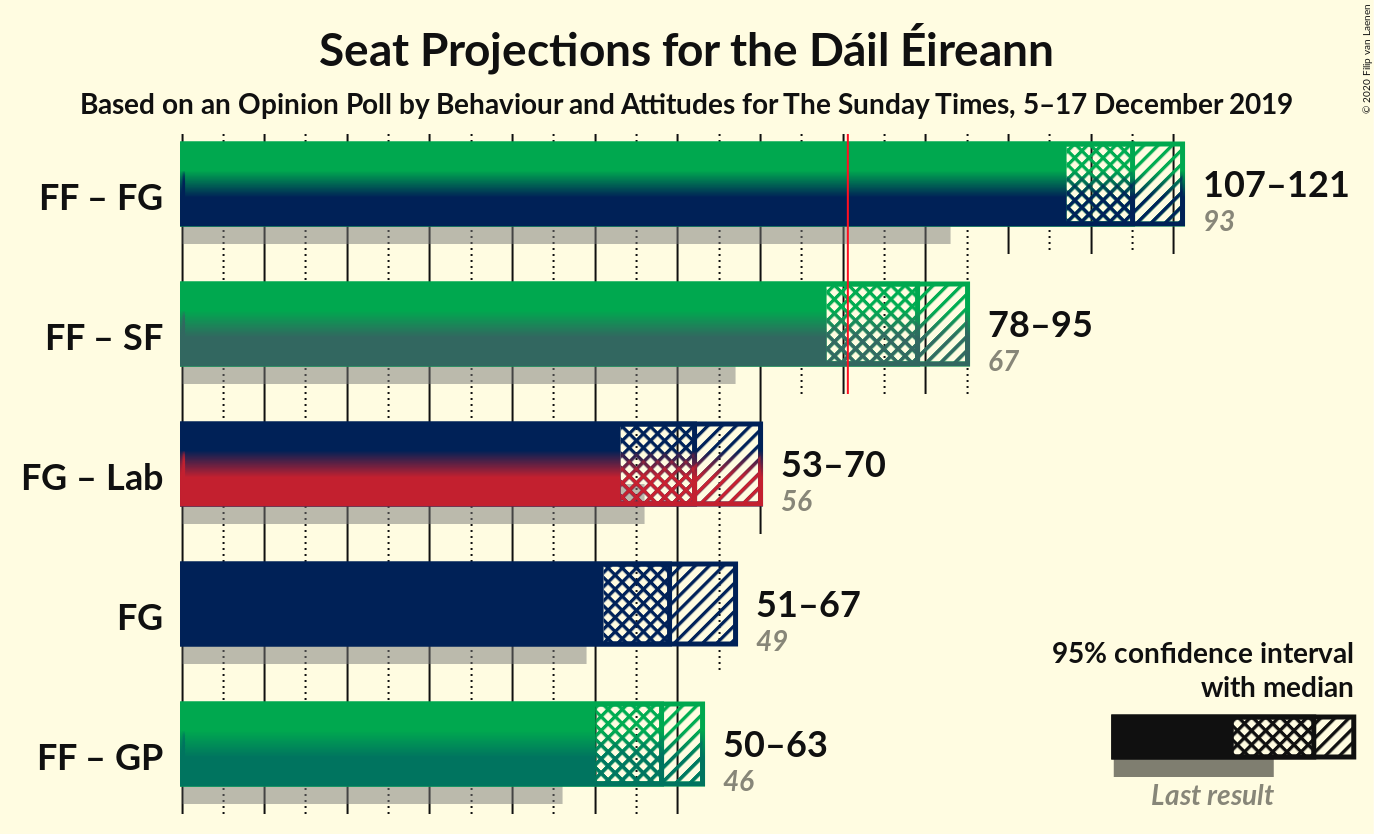 Seat Projections for the Dáil Éireann
Based on an Opinion Poll by Behaviour and Attitudes for The Sunday Times, 5–17 December 2019
© 2020 Filip van Laenen
FF – FG
107–121
93
FF – SF
78–95
67
FG – Lab
53–70
56
FG
51–67
49
FF – GP
50–63
46
95% confidence interval
with median
Last result